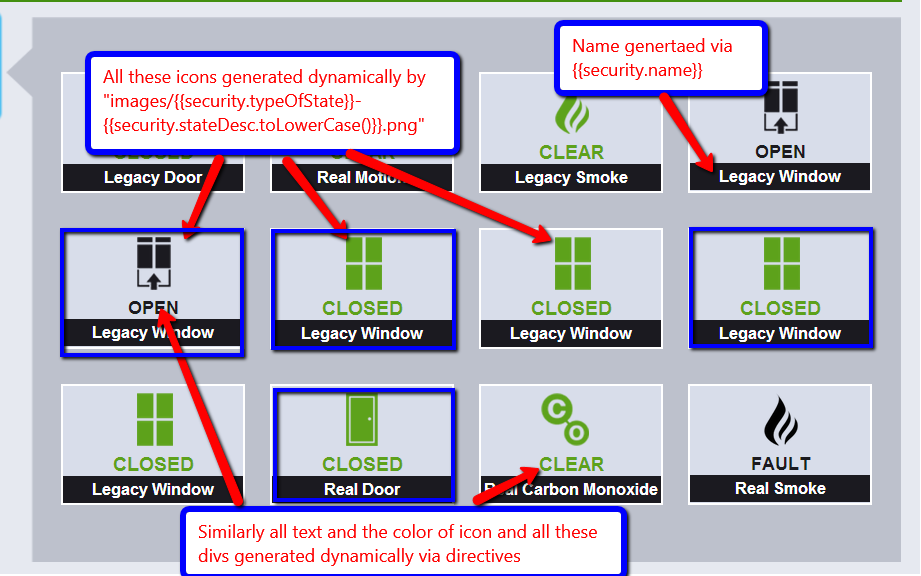 Name genertaed via
{{security.name}}
All these icons generated dynamically by
"images/{{security.typeOfState}}-
{{security.stateDesc.toLowerCase()}}.png"
CLOSED
Legacy Door
CLEAR
Real Motion
CLEAR
Legacy Smoke
OPEN
Legacy Window
OPEN
Legacy Window
CLOSED
Legacy Window
CLOSED
Legacy Window
CLOSED
Legacy Window
CLOSED
Legacy Window
CLOSED
Real Door
C
O
CLEAR
Real Carbon Monoxide
FAULT
Real Smoke
Similarly all text and the color of icon and all these
divs generated dynamically via directives